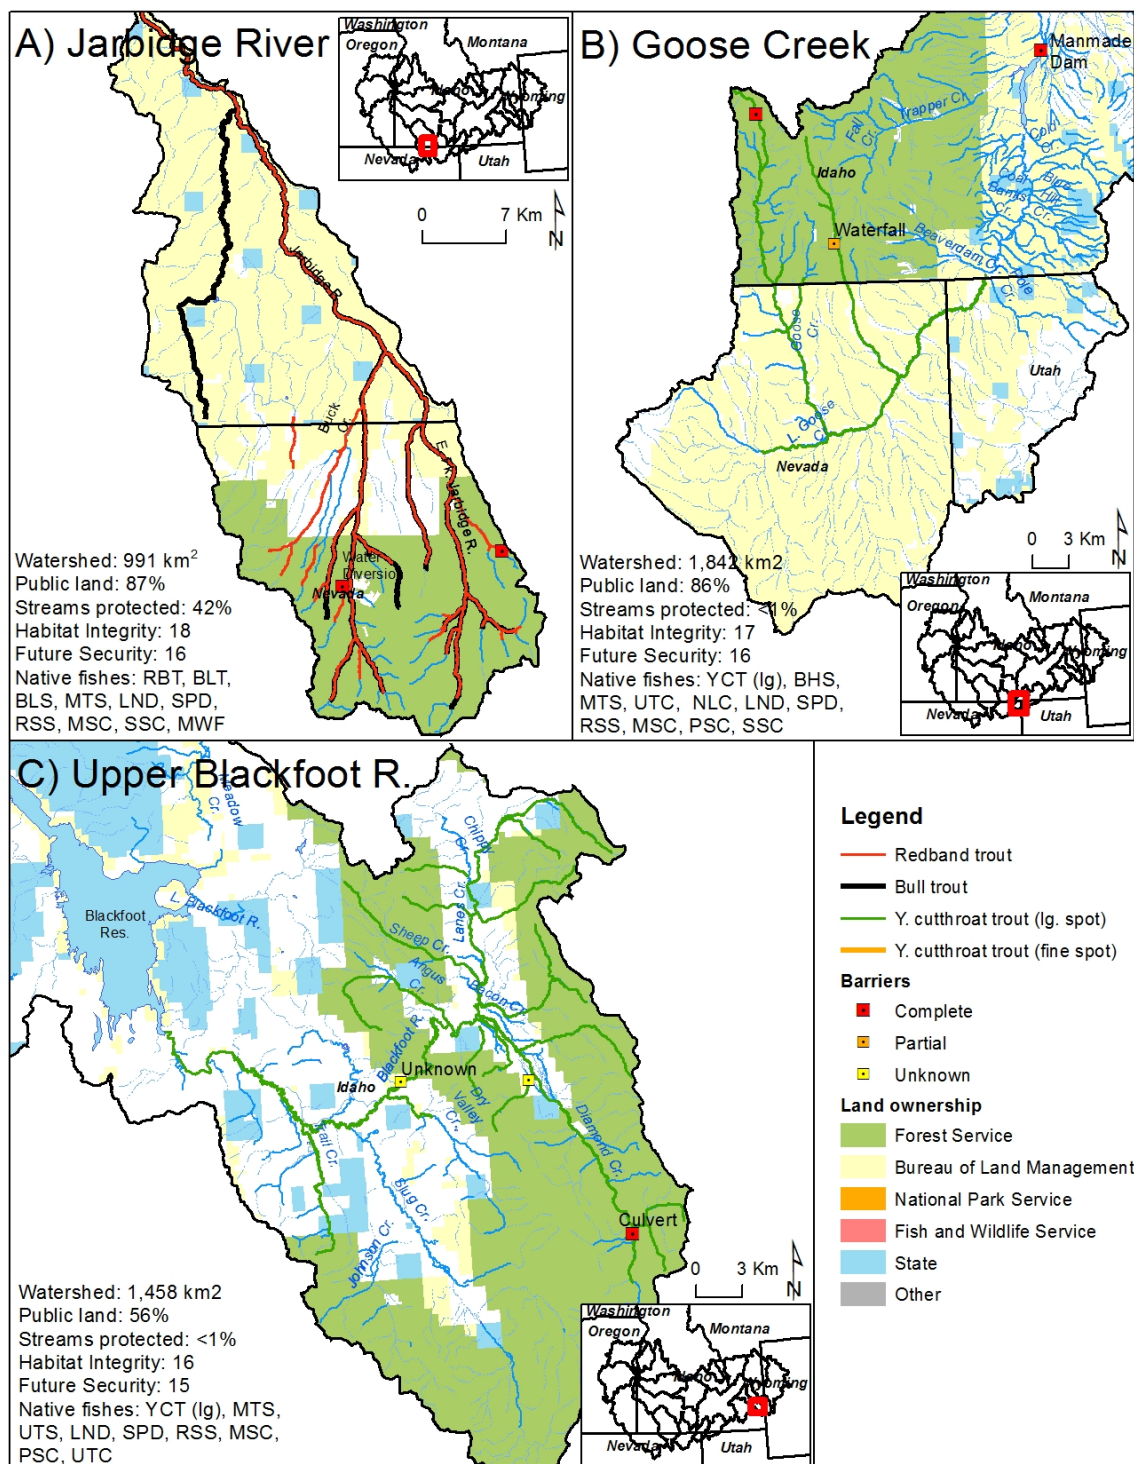 A) Jarbidge River
Washington
Oregon
Montana
Idaho
Wyoming
Nevada
Utah
0 7 Km
N
Jarbidge R.
Buck Cr.
E. Fk. Jarbidge R.
Water Diversion
Nevada
Watershed: 991 km2
Public land: 87%
Streams protected: 42%
Habitat Integrity: 18
Future Security: 16
Native fishes: RBT, BLT,
BLS, MTS, LND, SPD,
RSS, MSC, SSC, MWF
B) Goose Creek
Manmade
Dam
Trapper Cr.
Fall Cr.
Idaho
Waterfall
Beaverdam Cr.
Pole Cr.
Goose Cr.
L. Goose Cr.
Utah
Nevada
0 3 Km
N
Watershed: 1,842 km2
Public land: 86%
Streams protected: <1%
Habitat Integrity: 17
Future Security: 16
Native fishes: YCT (lg), BHS,
MTS, UTC, NLC, LND, SPD,
RSS, MSC, PSC, SSC
Washington
Oregon
Montana
Idaho
Wyoming
Nevada
Utah
C) Upper Blackfoot R.
Meadow Cr.
Chippy Cr.
Lanes Cr.
L. Blackfoot R.
Blackfoot
Res.
Sheep Cr.
Angus Cr.
Bacon Cr.
Blackfoot R.
Unknown
Idaho
Dry Valley Cr.
Diamond Cr.
Trail Cr.
Slug Cr.
Johnson Cr.
Culvert
0 3 Km
N
Watershed: 1,458 km2
Public land: 56%
Streams protected: <1%
Habitat Integrity: 16
Future Security: 15
Native fishes: YCT (lg), MTS,
UTS, LND, SPD, RSS, MSC,
PSC, UTC
Washington
Oregon
Montana
Idaho
Wyoming
Nevada
Utah
Legend
Redband trout
Bull trout
Y. cutthroat trout (lg. spot)
Y. cutthroat trout (fine spot)
Barriers
Complete
Partial
Unknown
Land ownership
Forest Service
Bureau of Land Management
National Park Service
Fish and Wildlife Service
State
Other